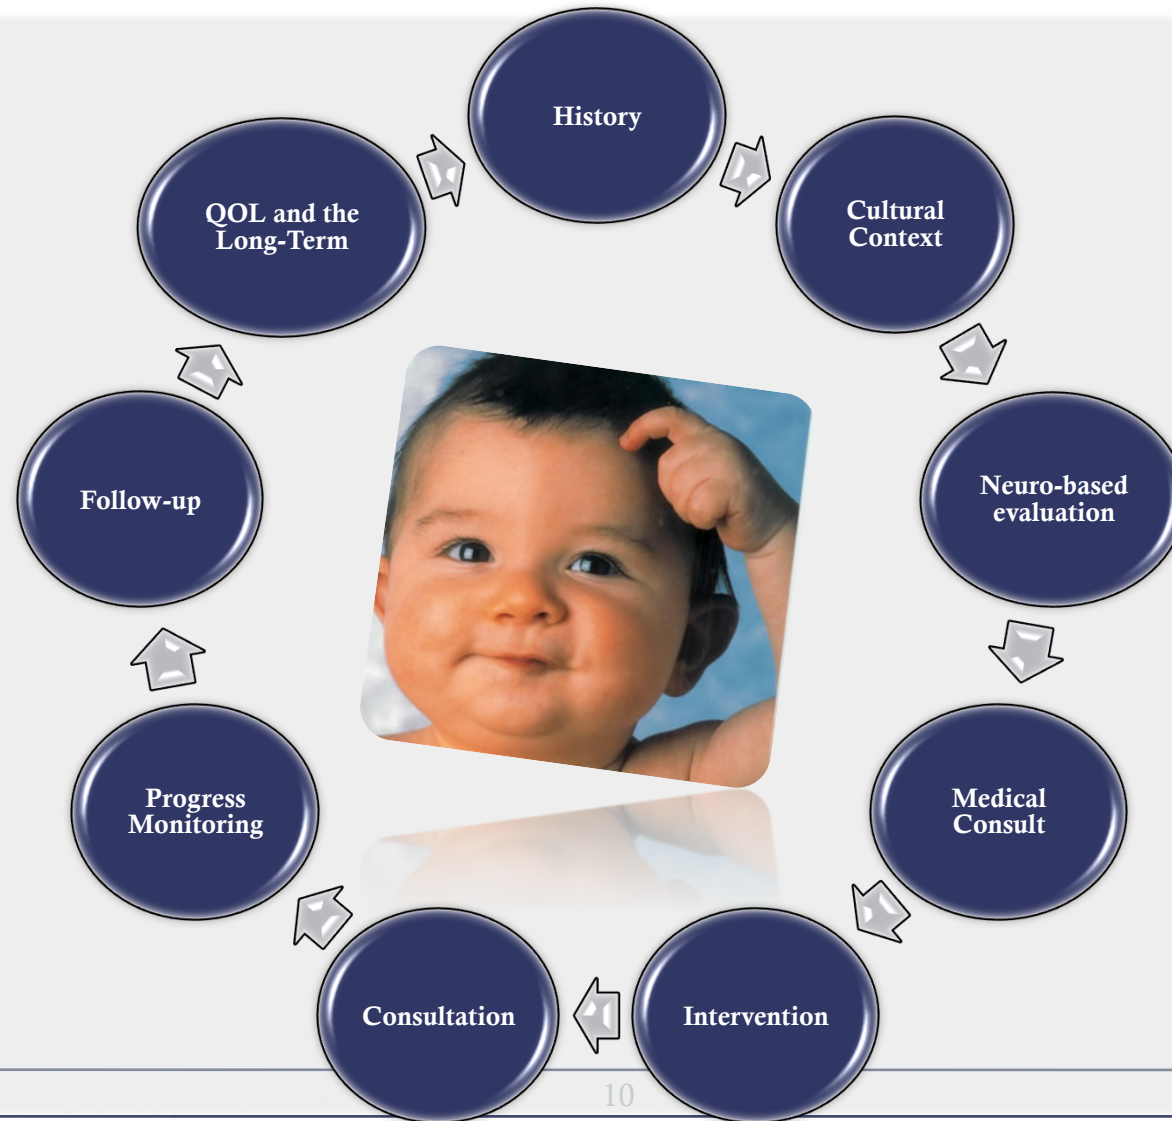 History
Cultural
Context
Neuro-based
evaluation
Medical
Consult
Intervention
Consultation
Progress
Monitoring
Follow-up
QOL and the
Long-Term
10